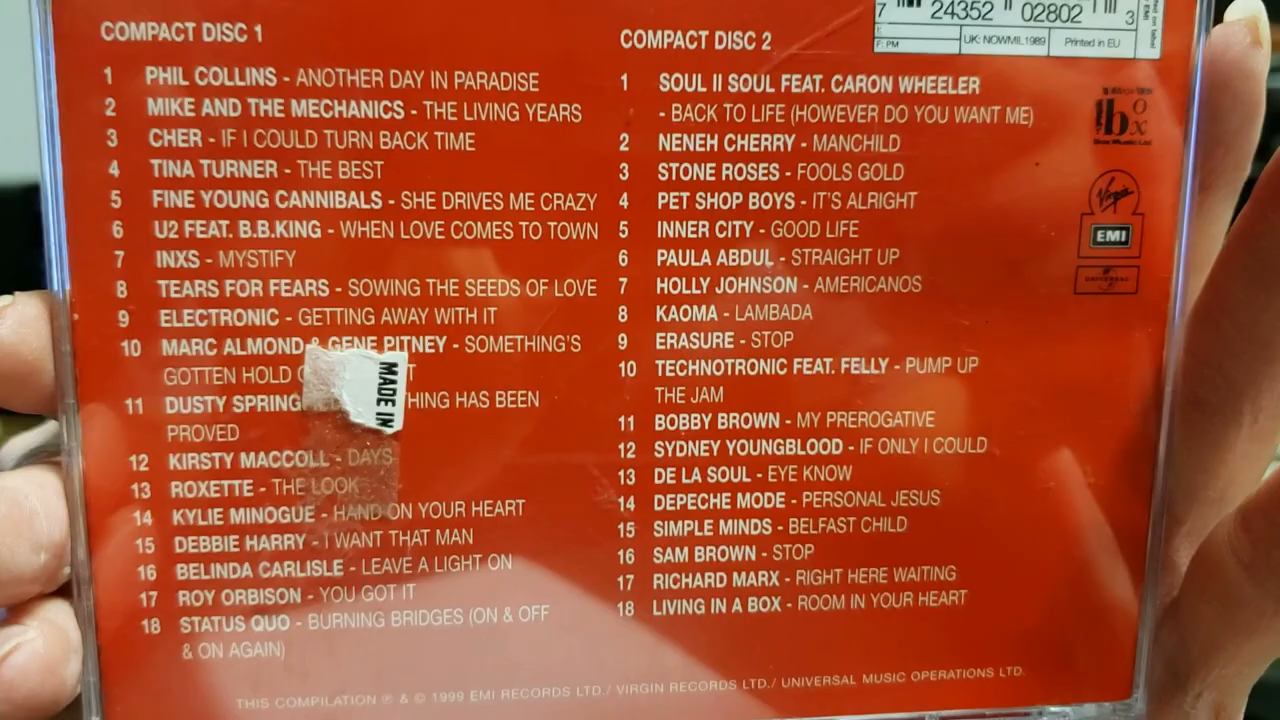 COMPACT DISC 1
1 PHIL COLLINS - ANOTHER DAY IN PARADISE
2 MIKE AND THE MECHANICS - THE LIVING YEARS
3 CHER - IF I COULD TURN BACK TIME
4 TINA TURNER - THE BEST
5 FINE YOUNG CANNIBALS - SHE DRIVES ME CRAZY
6 U2 FEAT. B.B.KING - WHEN LOVE COMES TO TOWN
7 INXS - MYSTIFY
8 TEARS FOR FEARS - SOWING THE SEEDS OF LOVE
9 ELECTRONIC - GETTING AWAY WITH IT
10 MARC ALMOND & GENE PITNEY - SOMETHING'S
GOTTEN HOLD
11 DUSTY SPRING HING HAS BEEN
PROVED
12 KIRSTY MACCOLL - DAYS
13 ROXETTE - THE LOOK
14 KYLIE MINOGUE - HAND ON YOUR HEART
15 DEBBIE HARRY - I WANT THAT MAN
16 BELINDA CARLISLE - LEAVE A LIGHT ON
17 ROY ORBISON - YOU GOT IT
18 STATUS QUO - BURNING BRIDGES (ON & OFF
& ON AGAIN)
MADE IN
COMPACT DISC 2
1 SOUL II SOUL FEAT. CARON WHEELER
- BACK TO LIFE (HOWEVER DO YOU WANT ME)
2 NENEH CHERRY - MANCHILD
3 STONE ROSES - FOOLS GOLD
4 PET SHOP BOYS - IT'S ALRIGHT
5 INNER CITY - GOOD LIFE
6 PAULA ABDUL - STRAIGHT UP
7 HOLLY JOHNSON - AMERICANOS
8 KAOMA - LAMBADA
9 ERASURE - STOP
10 TECHNOTRONIC FEAT. FELLY - PUMP UP
THE JAM
11 BOBBY BROWN - MY PREROGATIVE
12 SYDNEY YOUNGBLOOD - IF ONLY I COULD
13 DE LA SOUL - EYE KNOW
14 DEPECHE MODE - PERSONAL JESUS
15 SIMPLE MINDS - BELFAST CHILD
16 SAM BROWN - STOP
17 RICHARD MARX - RIGHT HERE WAITING
18 LIVING IN A BOX - ROOM IN YOUR HEART
7 24352 02802 3
F: PM
UK: NOWMIL1989
Printed in EU
box
Virgin
EMI
UNIVERSAL
THIS COMPILATION ℗ & © 1999 EMI RECORDS LTD./ VIRGIN RECORDS LTD./ UNIVERSAL MUSIC OPERATIONS LTD.